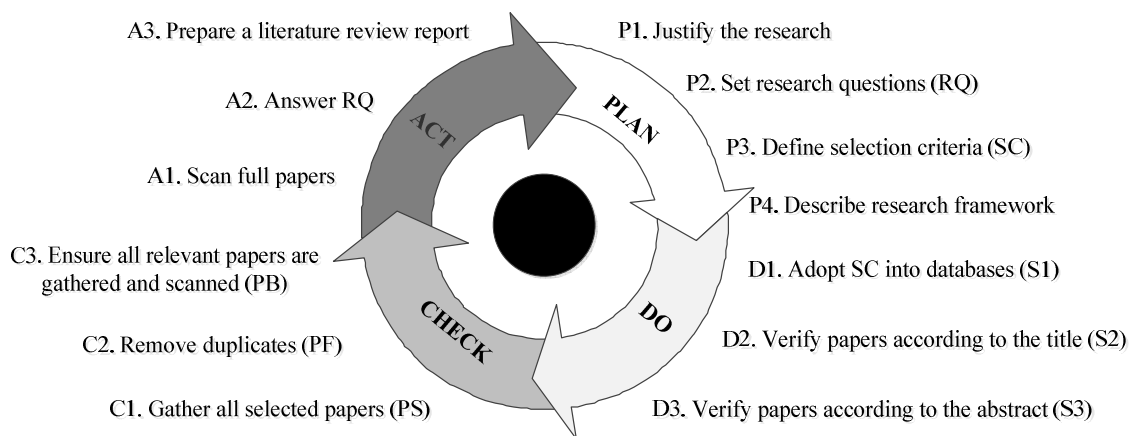 A3. Prepare a literature review report
P1. Justify the research
P2. Set research questions (RQ)
A2. Answer RQ
PLAN
ACT
P3. Define selection criteria (SC)
A1. Scan full papers
P4. Describe research framework
C3. Ensure all relevant papers are
gathered and scanned (PB)
D1. Adopt SC into databases (S1)
DO
CHECK
D2. Verify papers according to the title (S2)
C2. Remove duplicates (PF)
C1. Gather all selected papers (PS)
D3. Verify papers according to the abstract (S3)